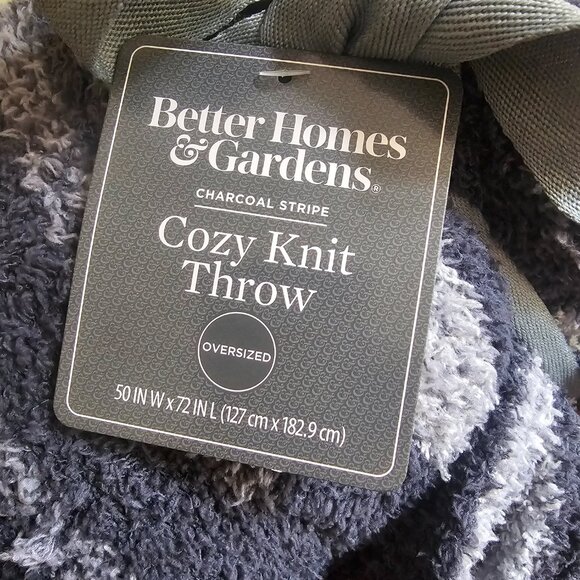 Better Homes
& Gardens®
CHARCOAL STRIPE
Cozy Knit
Throw
OVERSIZED
50 IN W x 72 IN L (127 cm x 182.9 cm)